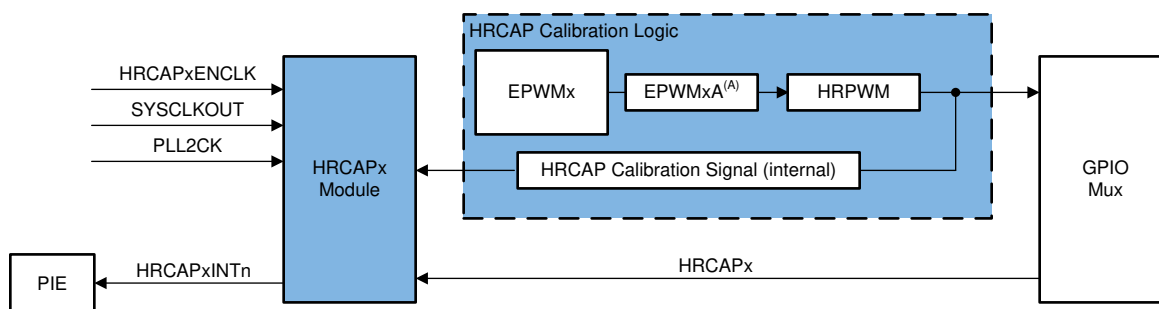 HRCAP Calibration Logic
HRCAPxENCLK
SYSCLKOUT
PLL2CK
EPWMx
EPWMxA(A)
HRPWM
HRCAPx
Module
HRCAP Calibration Signal (internal)
GPIO
Mux
HRCAPx
HRCAPxINTn
PIE